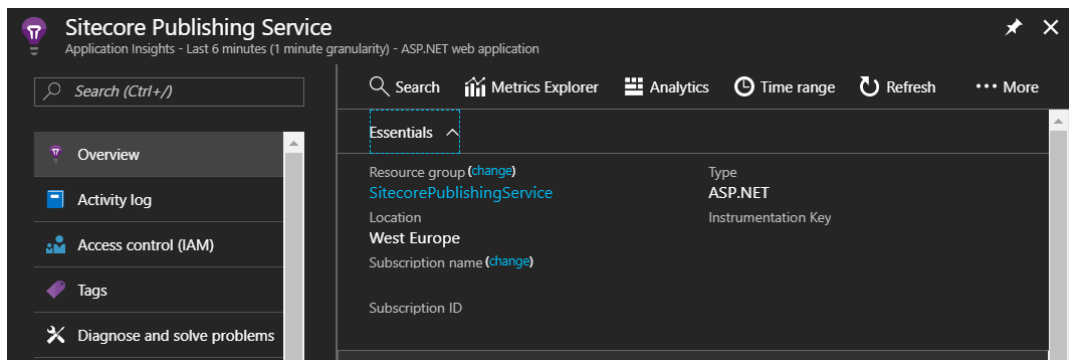 Sitecore Publishing Service
Application Insights - Last 6 minutes (1 minute granularity) - ASP.NET web application
Search (Ctrl+/)
Overview
Activity log
Access control (IAM)
Tags
Diagnose and solve problems
Search Metrics Explorer Analytics Time range Refresh ••• More
Essentials
Resource group (change)
SitecorePublishingService
Location
West Europe
Subscription name (change)
Subscription ID
Type
ASP.NET
Instrumentation Key